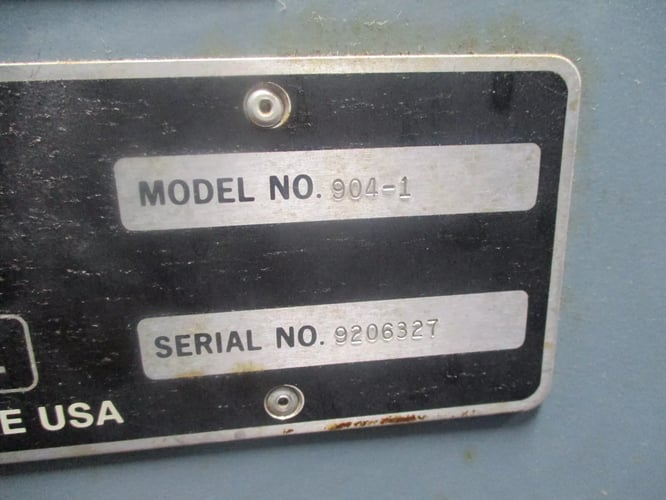 MODEL NO. 904-1
SERIAL NO. 9206327
E USA